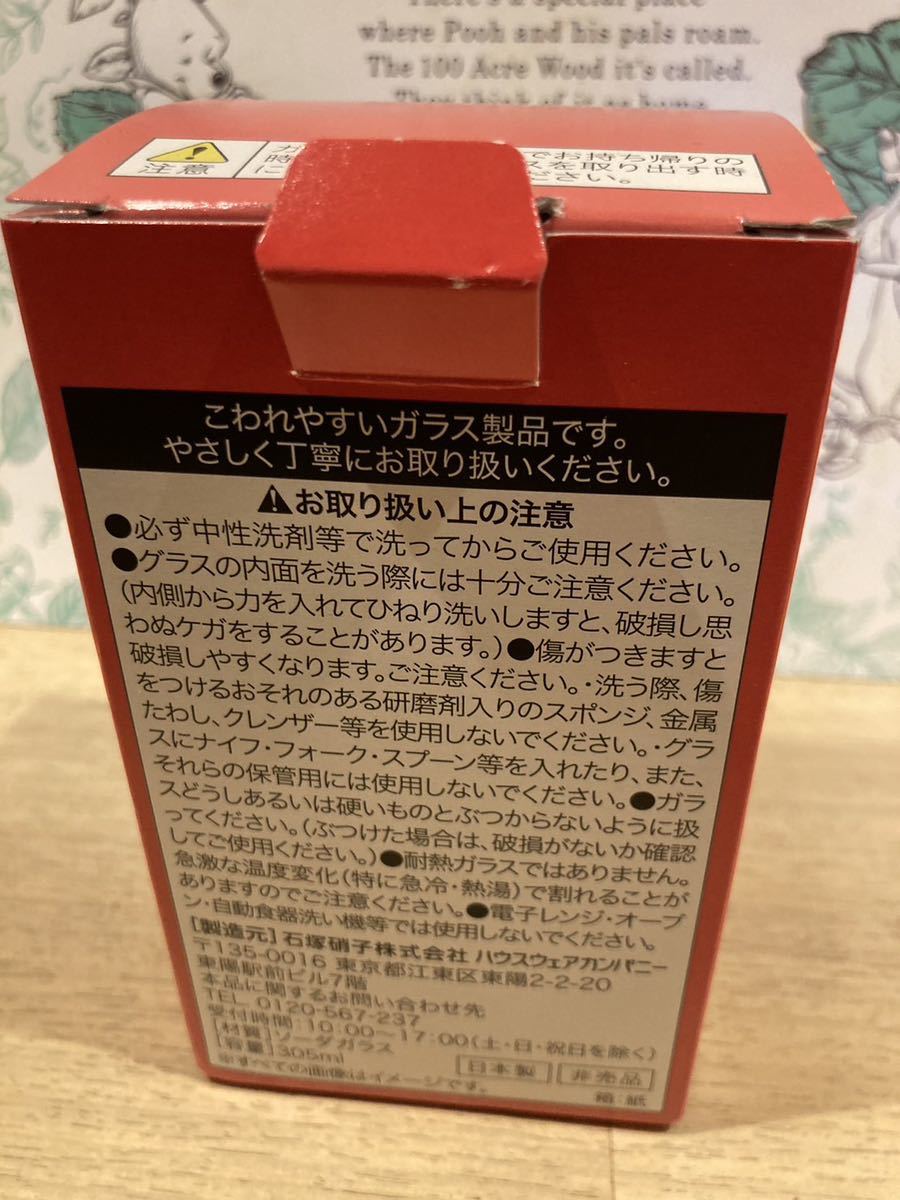 There's a special place
where Pooh and his pals roam.
The 100 Acre Wood it's called.
注意
でお持ち帰りの
スを取り出す時
ださい。
こわれやすいガラス製品です。
やさしく丁寧にお取り扱いください。
お取り扱い上の注意
●必ず中性洗剤等で洗ってからご使用ください。
●グラスの内面を洗う際には十分ご注意ください。
(内側から力を入れてひねり洗いしますと、破損し思
わぬケガをすることがあります。)●傷がつきますと
破損しやすくなります。ご注意ください。・洗う際、傷
をつけるおそれのある研磨剤入りのスポンジ、金属
たわし、クレンザー等を使用しないでください。・グラ
スにナイフ・フォーク・スプーン等を入れたり、また、
それらの保管用には使用しないでください。●ガラ
スどうしあるいは硬いものとぶつからないように扱
ってください。(ぶつけた場合は、破損がないか確認
してご使用ください。)●耐熱ガラスではありません。
急激な温度変化(特に急冷・熱湯)で割れることが
ありますのでご注意ください。●電子レンジ・オーブ
ン・自動食器洗い機等では使用しないでください。
[製造元] 石塚硝子株式会社 ハウスウェアカンパニー
〒135-0016 東京都江東区東陽2-2-20
東陽駅前ビル7階
本品に関するお問い合わせ先
TEL 0120-567-237
受付時間:10:00〜17:00(土・日・祝日を除く)
[材質] ソーダガラス
[容量] 305ml
※すべての画像はイメージです。
日本製 非売品
箱:紙